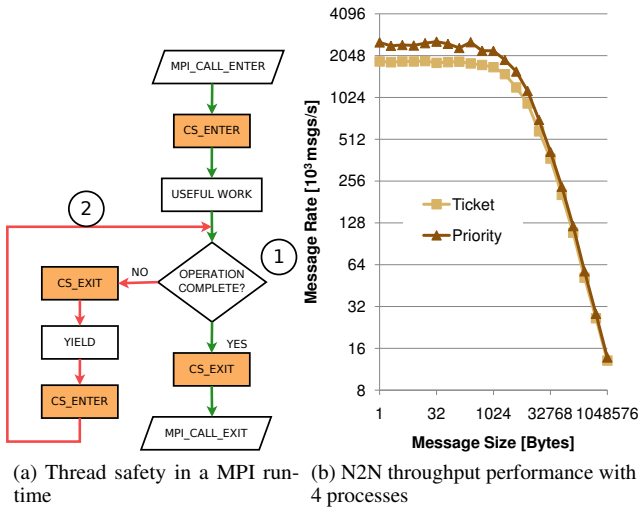 MPI_CALL_ENTER
CS_ENTER
USEFUL WORK
2
1
OPERATION
COMPLETE?
NO
CS_EXIT
YIELD
CS_ENTER
YES
CS_EXIT
MPI_CALL_EXIT
(a) Thread safety in a MPI run-
time
Message Rate [10³ msgs/s]
4096
2048
1024
512
256
128
64
32
16
8
Ticket
Priority
1 32 1024 32768 1048576
Message Size [Bytes]
(b) N2N throughput performance with
4 processes